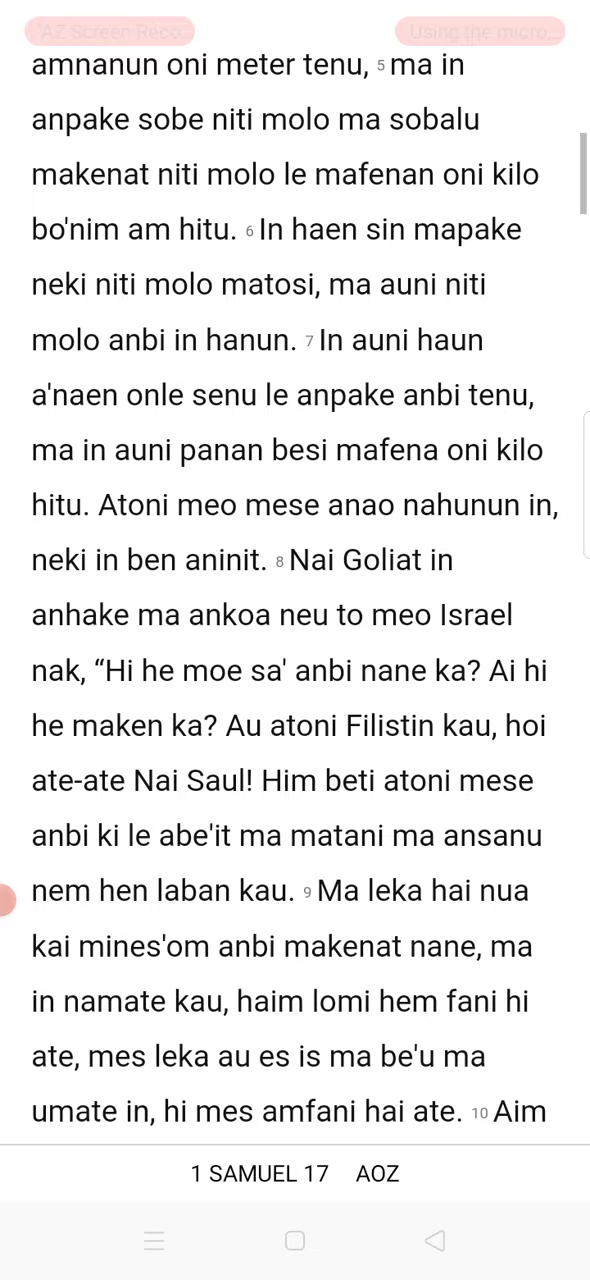 "AZ Screen Reco...
Using the micro...
amnanun oni meter tenu, 5 ma in
anpake sobe niti molo ma sobalu
makenat niti molo le mafenan oni kilo
bo'nim am hitu. 6 In haen sin mapake
neki niti molo matosi, ma auni niti
molo anbi in hanun. 7 In auni haun
a'naen onle senu le anpake anbi tenu,
ma in auni panan besi mafena oni kilo
hitu. Atoni meo mese anao nahunun in,
neki in ben aninit. 8 Nai Goliat in
anhake ma ankoa neu to meo Israel
nak, “Hi he moe sa' anbi nane ka? Ai hi
he maken ka? Au atoni Filistin kau, hoi
ate-ate Nai Saul! Him beti atoni mese
anbi ki le abe'it ma matani ma ansanu
nem hen laban kau. 9 Ma leka hai nua
kai mines'om anbi makenat nane, ma
in namate kau, haim lomi hem fani hi
ate, mes leka au es is ma be'u ma
umate in, hi mes amfani hai ate. 10 Aim
1 SAMUEL 17 AOZ